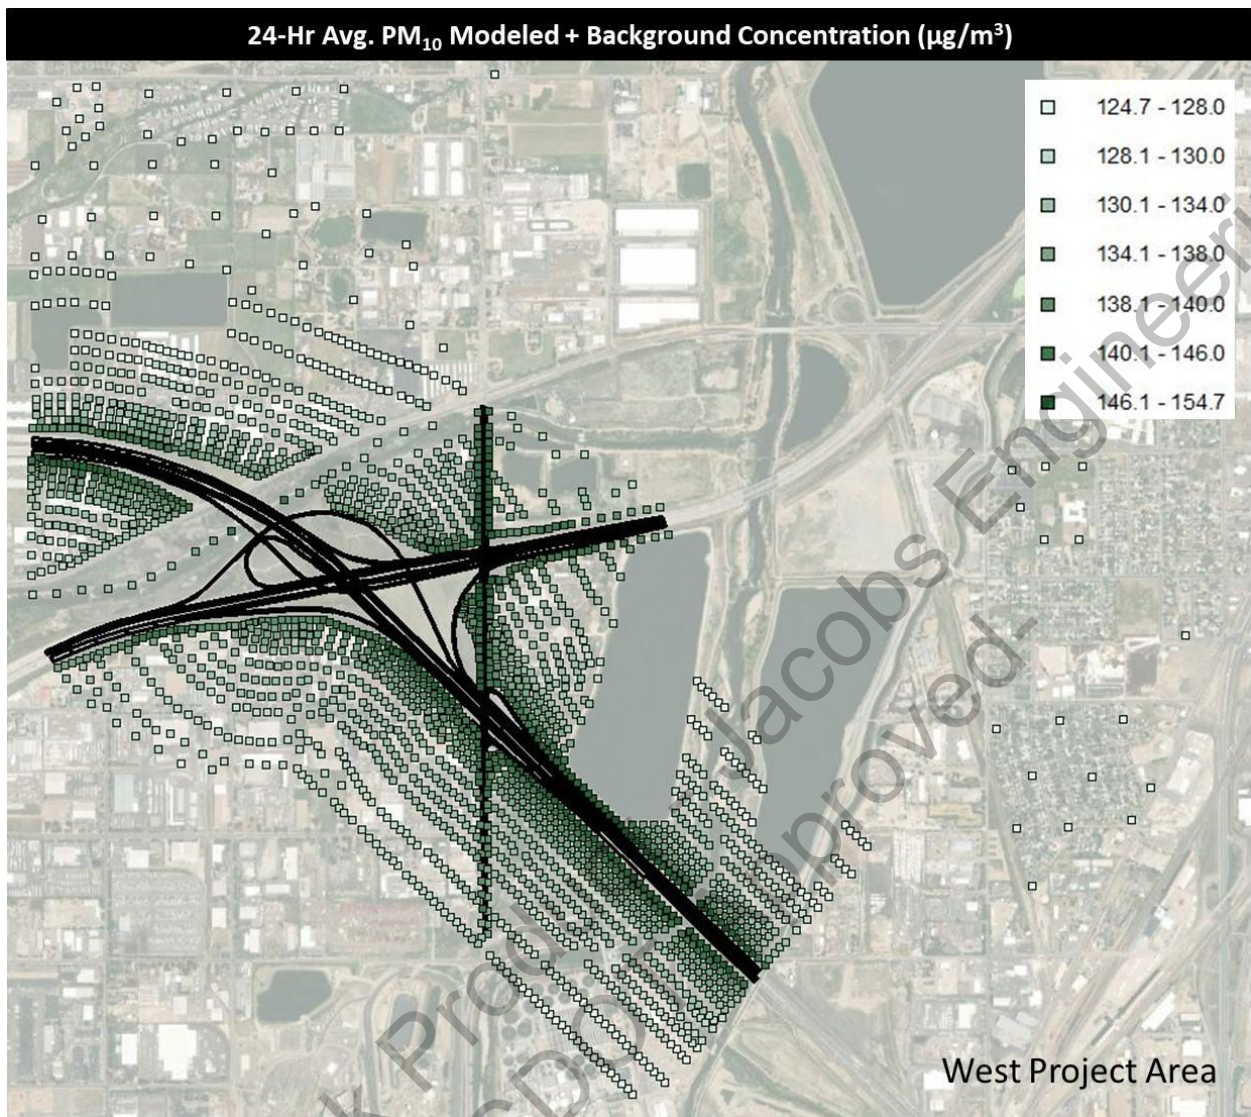 24-Hr Avg. PM₁₀ Modeled + Background Concentration (µg/m³)
124.7 - 128.0
128.1 - 130.0
130.1 - 134.0
134.1 - 138.0
138.1 - 140.0
140.1 - 146.0
146.1 - 154.7
Jacobs
West Project Area